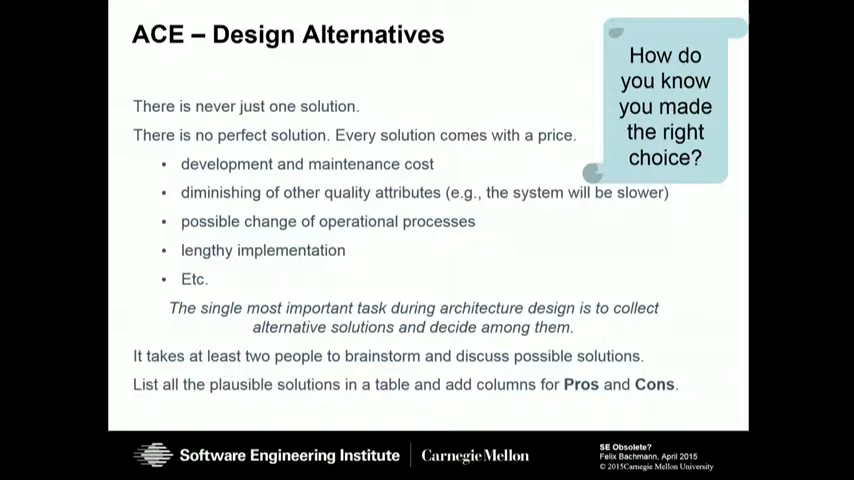 ACE – Design Alternatives
How do
you know
you made
the right
choice?
There is never just one solution.
There is no perfect solution. Every solution comes with a price.
• development and maintenance cost
• diminishing of other quality attributes (e.g., the system will be slower)
• possible change of operational processes
• lengthy implementation
• Etc.
The single most important task during architecture design is to collect
alternative solutions and decide among them.
It takes at least two people to brainstorm and discuss possible solutions.
List all the plausible solutions in a table and add columns for Pros and Cons.
Software Engineering Institute
Carnegie Mellon
SE Obsolete?
Felix Bachmann, April 2015
© 2015Carnegie Mellon University